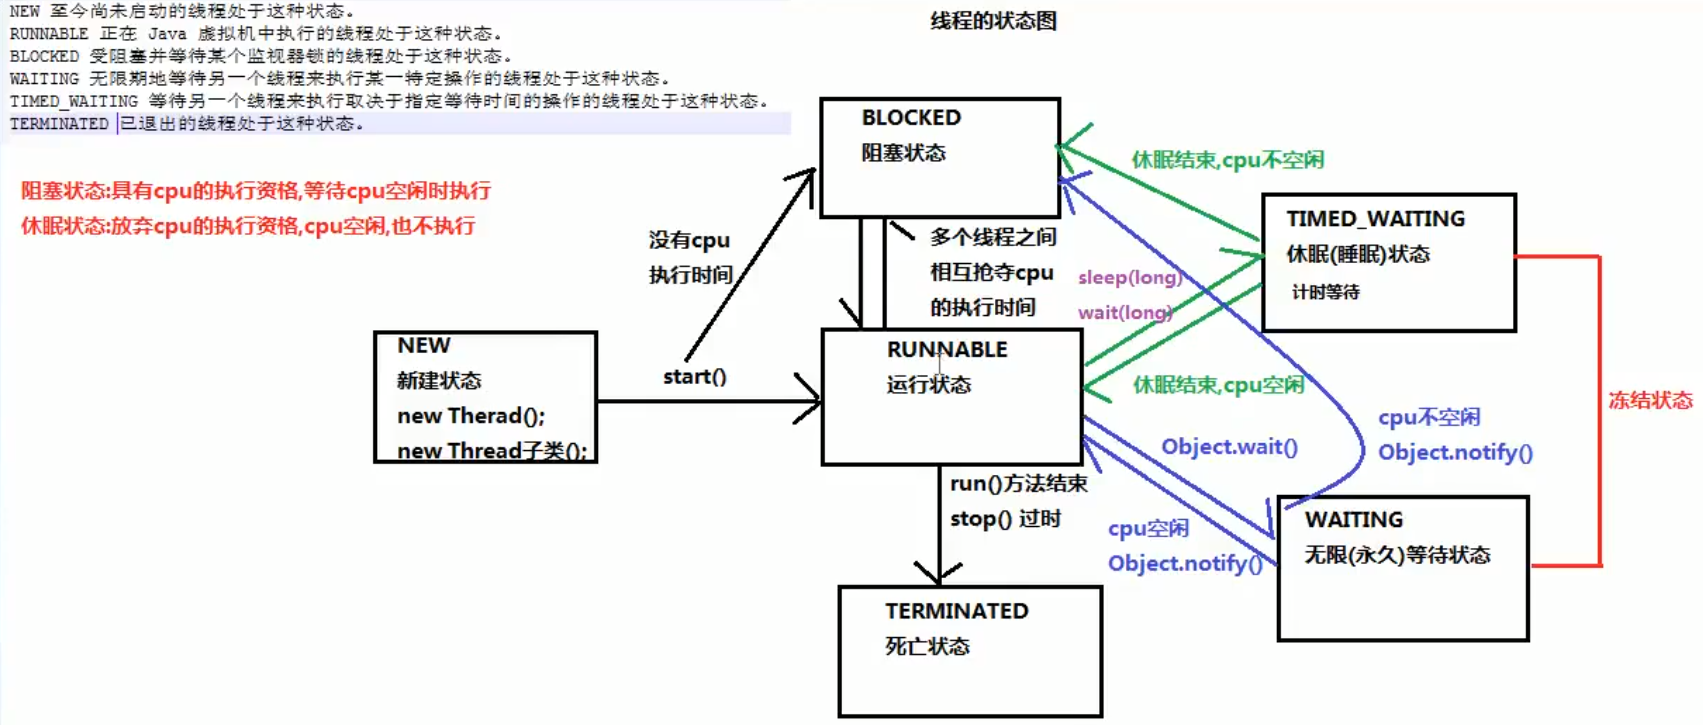 NEW 至今尚未启动的线程处于这种状态。
RUNNABLE 正在 Java 虚拟机中执行的线程处于这种状态。
BLOCKED 受阻塞并等待某个监视器锁的线程处于这种状态。
WAITING 无限期地等待另一个线程来执行某一特定操作的线程处于这种状态。
TIMED_WAITING 等待另一个线程来执行取决于指定等待时间的操作的线程处于这种状态。
TERMINATED 已退出的线程处于这种状态。
线程的状态图
阻塞状态:具有cpu的执行资格,等待cpu空闲时执行
休眠状态:放弃cpu的执行资格,cpu空闲,也不执行
BLOCKED
阻塞状态
休眠结束,cpu不空闲
TIMED_WAITING
休眠(睡眠)状态
计时等待
没有cpu
执行时间
多个线程之间
相互抢夺cpu
的执行时间
sleep(long)
wait(long)
NEW
新建状态
new Therad();
new Thread子类();
start()
RUNNABLE
运行状态
休眠结束,cpu空闲
冻结状态
cpu不空闲
Object.notify()
Object.wait()
run()方法结束
stop() 过时
cpu空闲
Object.notify()
WAITING
无限(永久)等待状态
TERMINATED
死亡状态